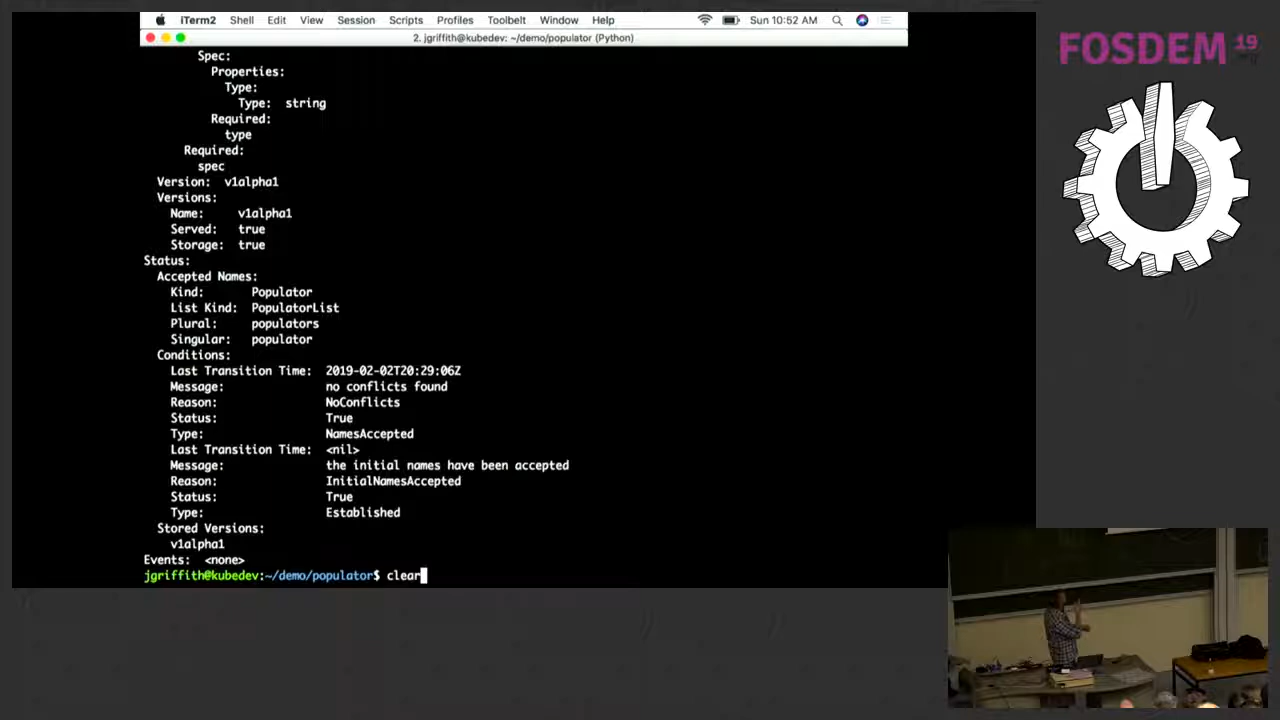 iTerm2 Shell Edit View Session Scripts Profiles Toolbelt Window Help Sun 10:52 AM
2. jgriffith@kubedev: ~/demo/populator (Python)
Spec:
Properties:
Type:
Type: string
Required:
type
Required:
spec
Version: v1alpha1
Versions:
Name: v1alpha1
Served: true
Storage: true
Status:
Accepted Names:
Kind: Populator
List Kind: PopulatorList
Plural: populators
Singular: populator
Conditions:
Last Transition Time: 2019-02-02T20:29:06Z
Message: no conflicts found
Reason: NoConflicts
Status: True
Type: NamesAccepted
Last Transition Time: <nil>
Message: the initial names have been accepted
Reason: InitialNamesAccepted
Status: True
Type: Established
Stored Versions:
v1alpha1
Events: <none>
jgriffith@kubedev:~/demo/populator$ clear
FOSDEM 19